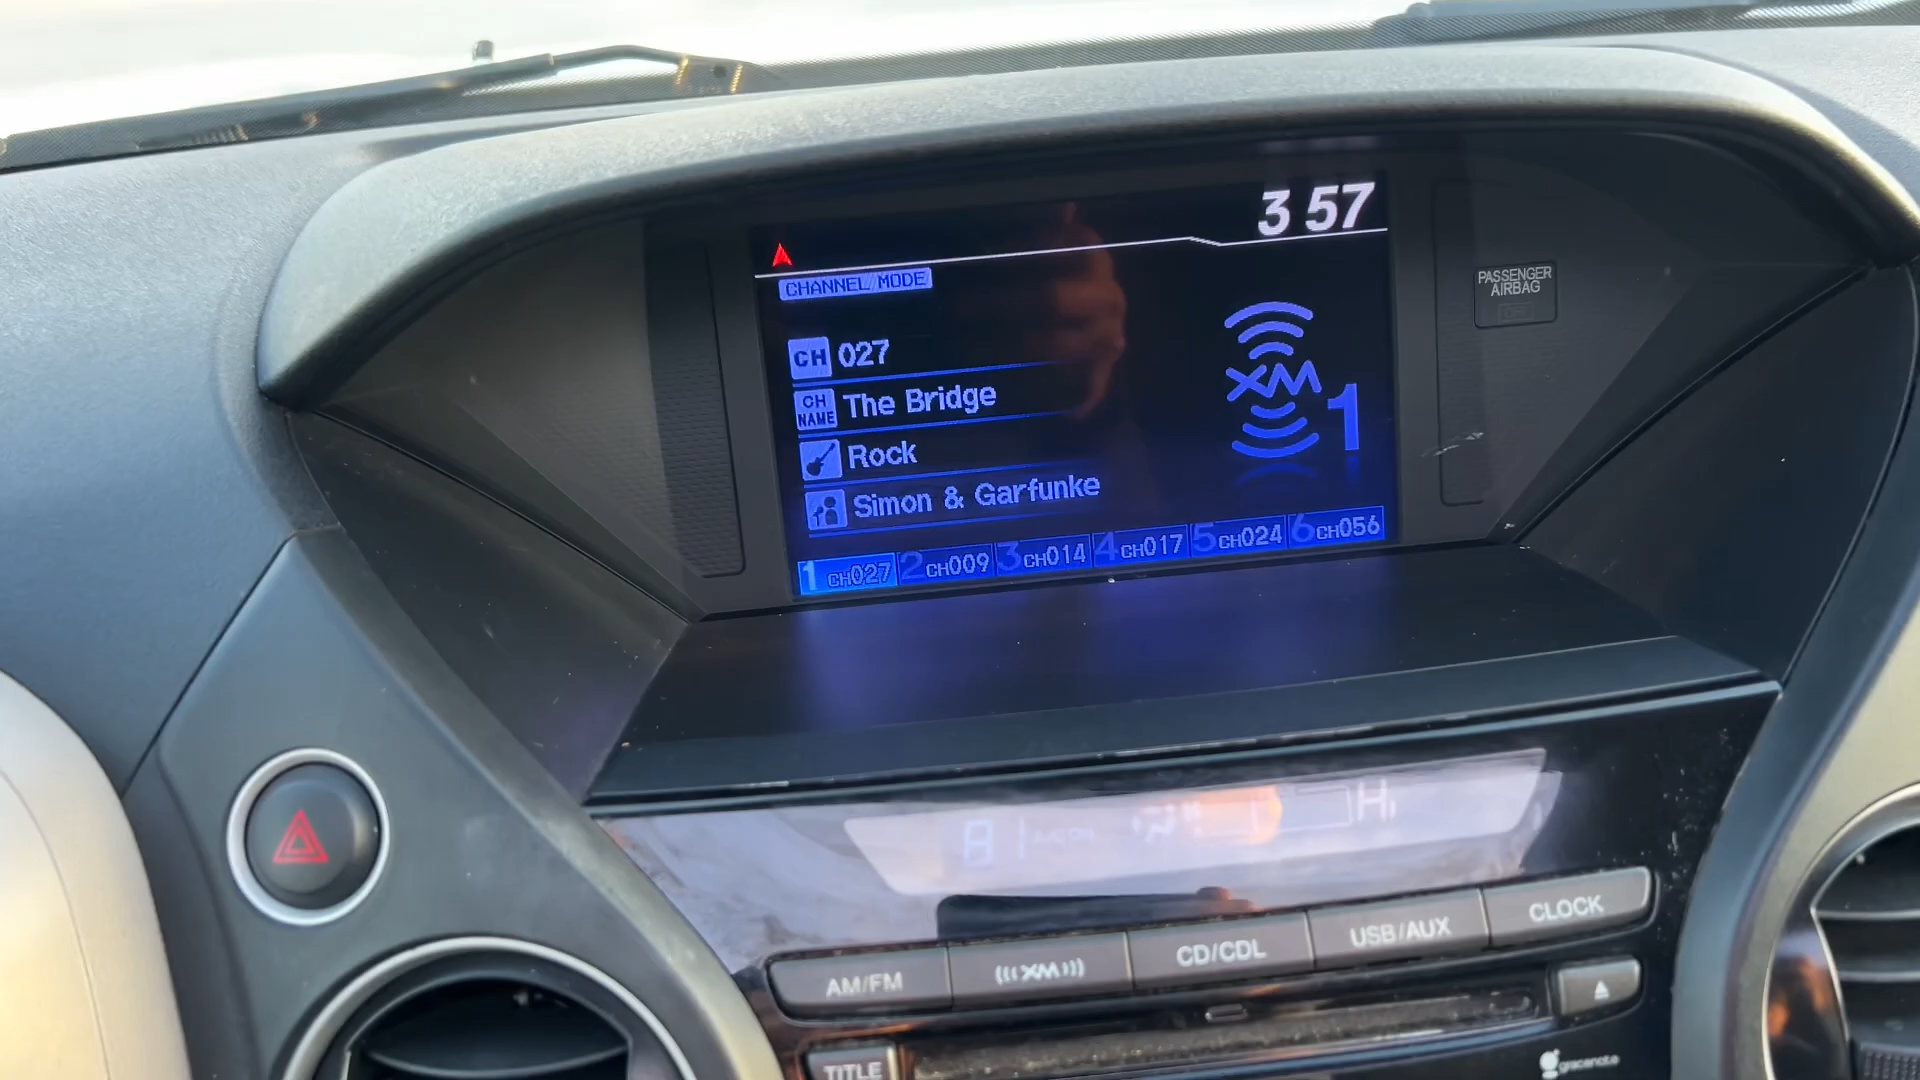 3 57
CHANNEL MODE
CH 027
CH NAME The Bridge
Rock
Simon & Garfunke
XM 1
1 CH027 2 CH009 3 CH014 4 CH017 5 CH024 6 CH056
PASSENGER
AIRBAG
AM/FM (((XM))) CD/CDL USB/AUX CLOCK
TITLE
gracenote